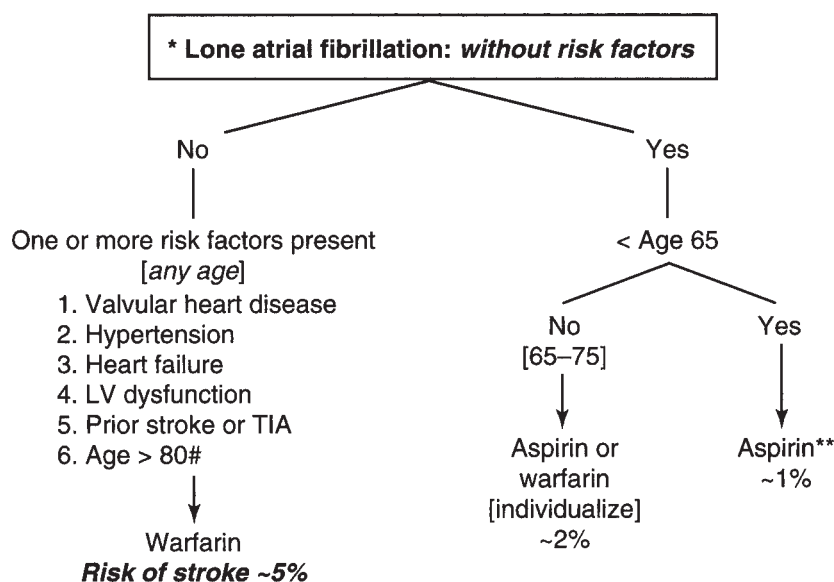 * Lone atrial fibrillation: without risk factors
No
Yes
One or more risk factors present
[any age]
1. Valvular heart disease
2. Hypertension
3. Heart failure
4. LV dysfunction
5. Prior stroke or TIA
6. Age > 80#
Warfarin
Risk of stroke ~5%
< Age 65
No
[65–75]
Aspirin or
warfarin
[individualize]
~2%
Yes
Aspirin**
~1%